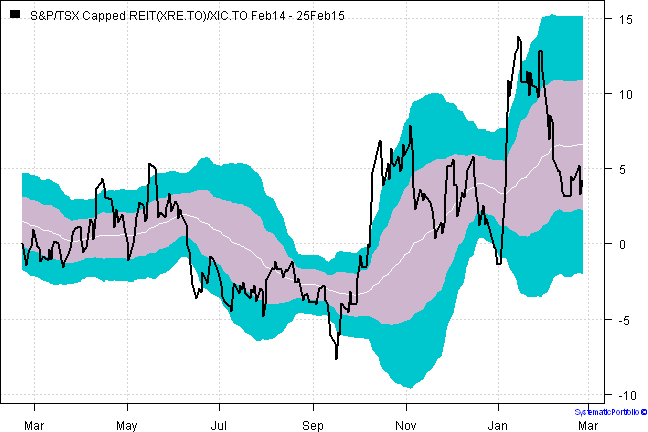 S&P/TSX Capped REIT(XRE.TO)/XIC.TO Feb14 - 25Feb15
15
10
5
0
-5
-10
SystematicPortfolio ©
Mar May Jul Sep Nov Jan Mar